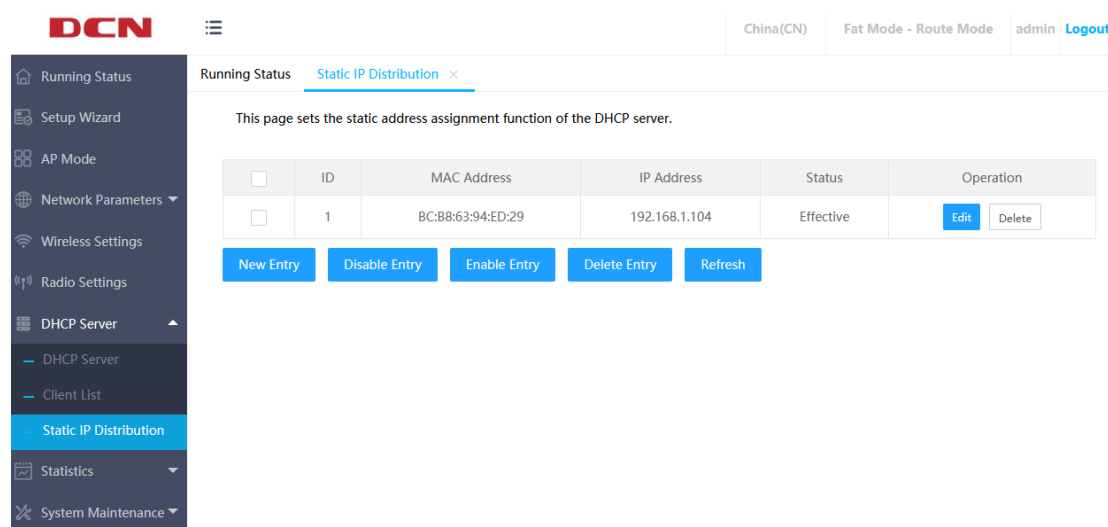 DCN
China(CN) Fat Mode - Route Mode admin Logout
Running Status
Setup Wizard
AP Mode
Network Parameters
Wireless Settings
Radio Settings
DHCP Server
DHCP Server
Client List
Static IP Distribution
Statistics
System Maintenance
Running Status Static IP Distribution ×
This page sets the static address assignment function of the DHCP server.
ID MAC Address IP Address Status Operation
1 BC:B8:63:94:ED:29 192.168.1.104 Effective Edit Delete
New Entry Disable Entry Enable Entry Delete Entry Refresh